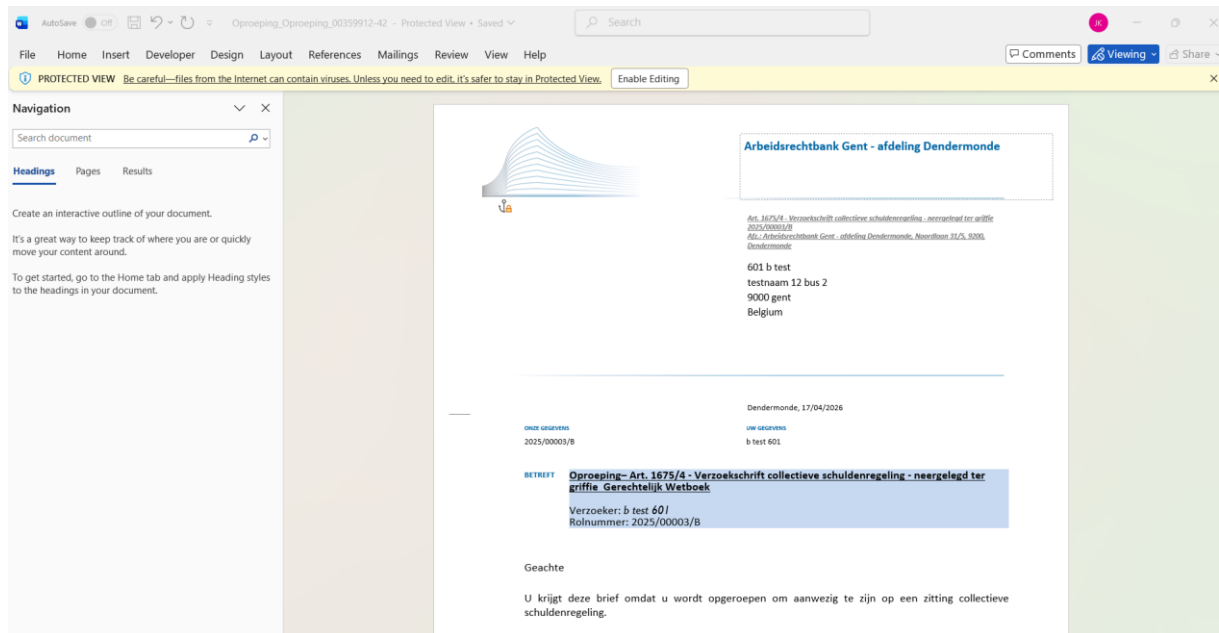 AutoSave Off Oproeping_Oproeping_00359912-42 - Protected View • Saved Search JK
File Home Insert Developer Design Layout References Mailings Review View Help Comments Viewing Share
PROTECTED VIEW Be careful—files from the Internet can contain viruses. Unless you need to edit, it's safer to stay in Protected View. Enable Editing
Navigation
Search document
Headings Pages Results
Create an interactive outline of your document.
It's a great way to keep track of where you are or quickly
move your content around.
To get started, go to the Home tab and apply Heading styles
to the headings in your document.
Arbeidsrechtbank Gent - afdeling Dendermonde
Art. 1675/4 - Verzoekschrift collectieve schuldenregeling - neergelegd ter griffie
2025/00003/B
Afz.: Arbeidsrechtbank Gent - afdeling Dendermonde, Noordlaan 31/5, 9200,
Dendermonde
601 b test
testnaam 12 bus 2
9000 gent
Belgium
Dendermonde, 17/04/2026
ONZE GEGEVENS UW GEGEVENS
2025/00003/B b test 601
BETREFT Oproeping– Art. 1675/4 - Verzoekschrift collectieve schuldenregeling - neergelegd ter
griffie Gerechtelijk Wetboek
Verzoeker: b test 601
Rolnummer: 2025/00003/B
Geachte
U krijgt deze brief omdat u wordt opgeroepen om aanwezig te zijn op een zitting collectieve
schuldenregeling.